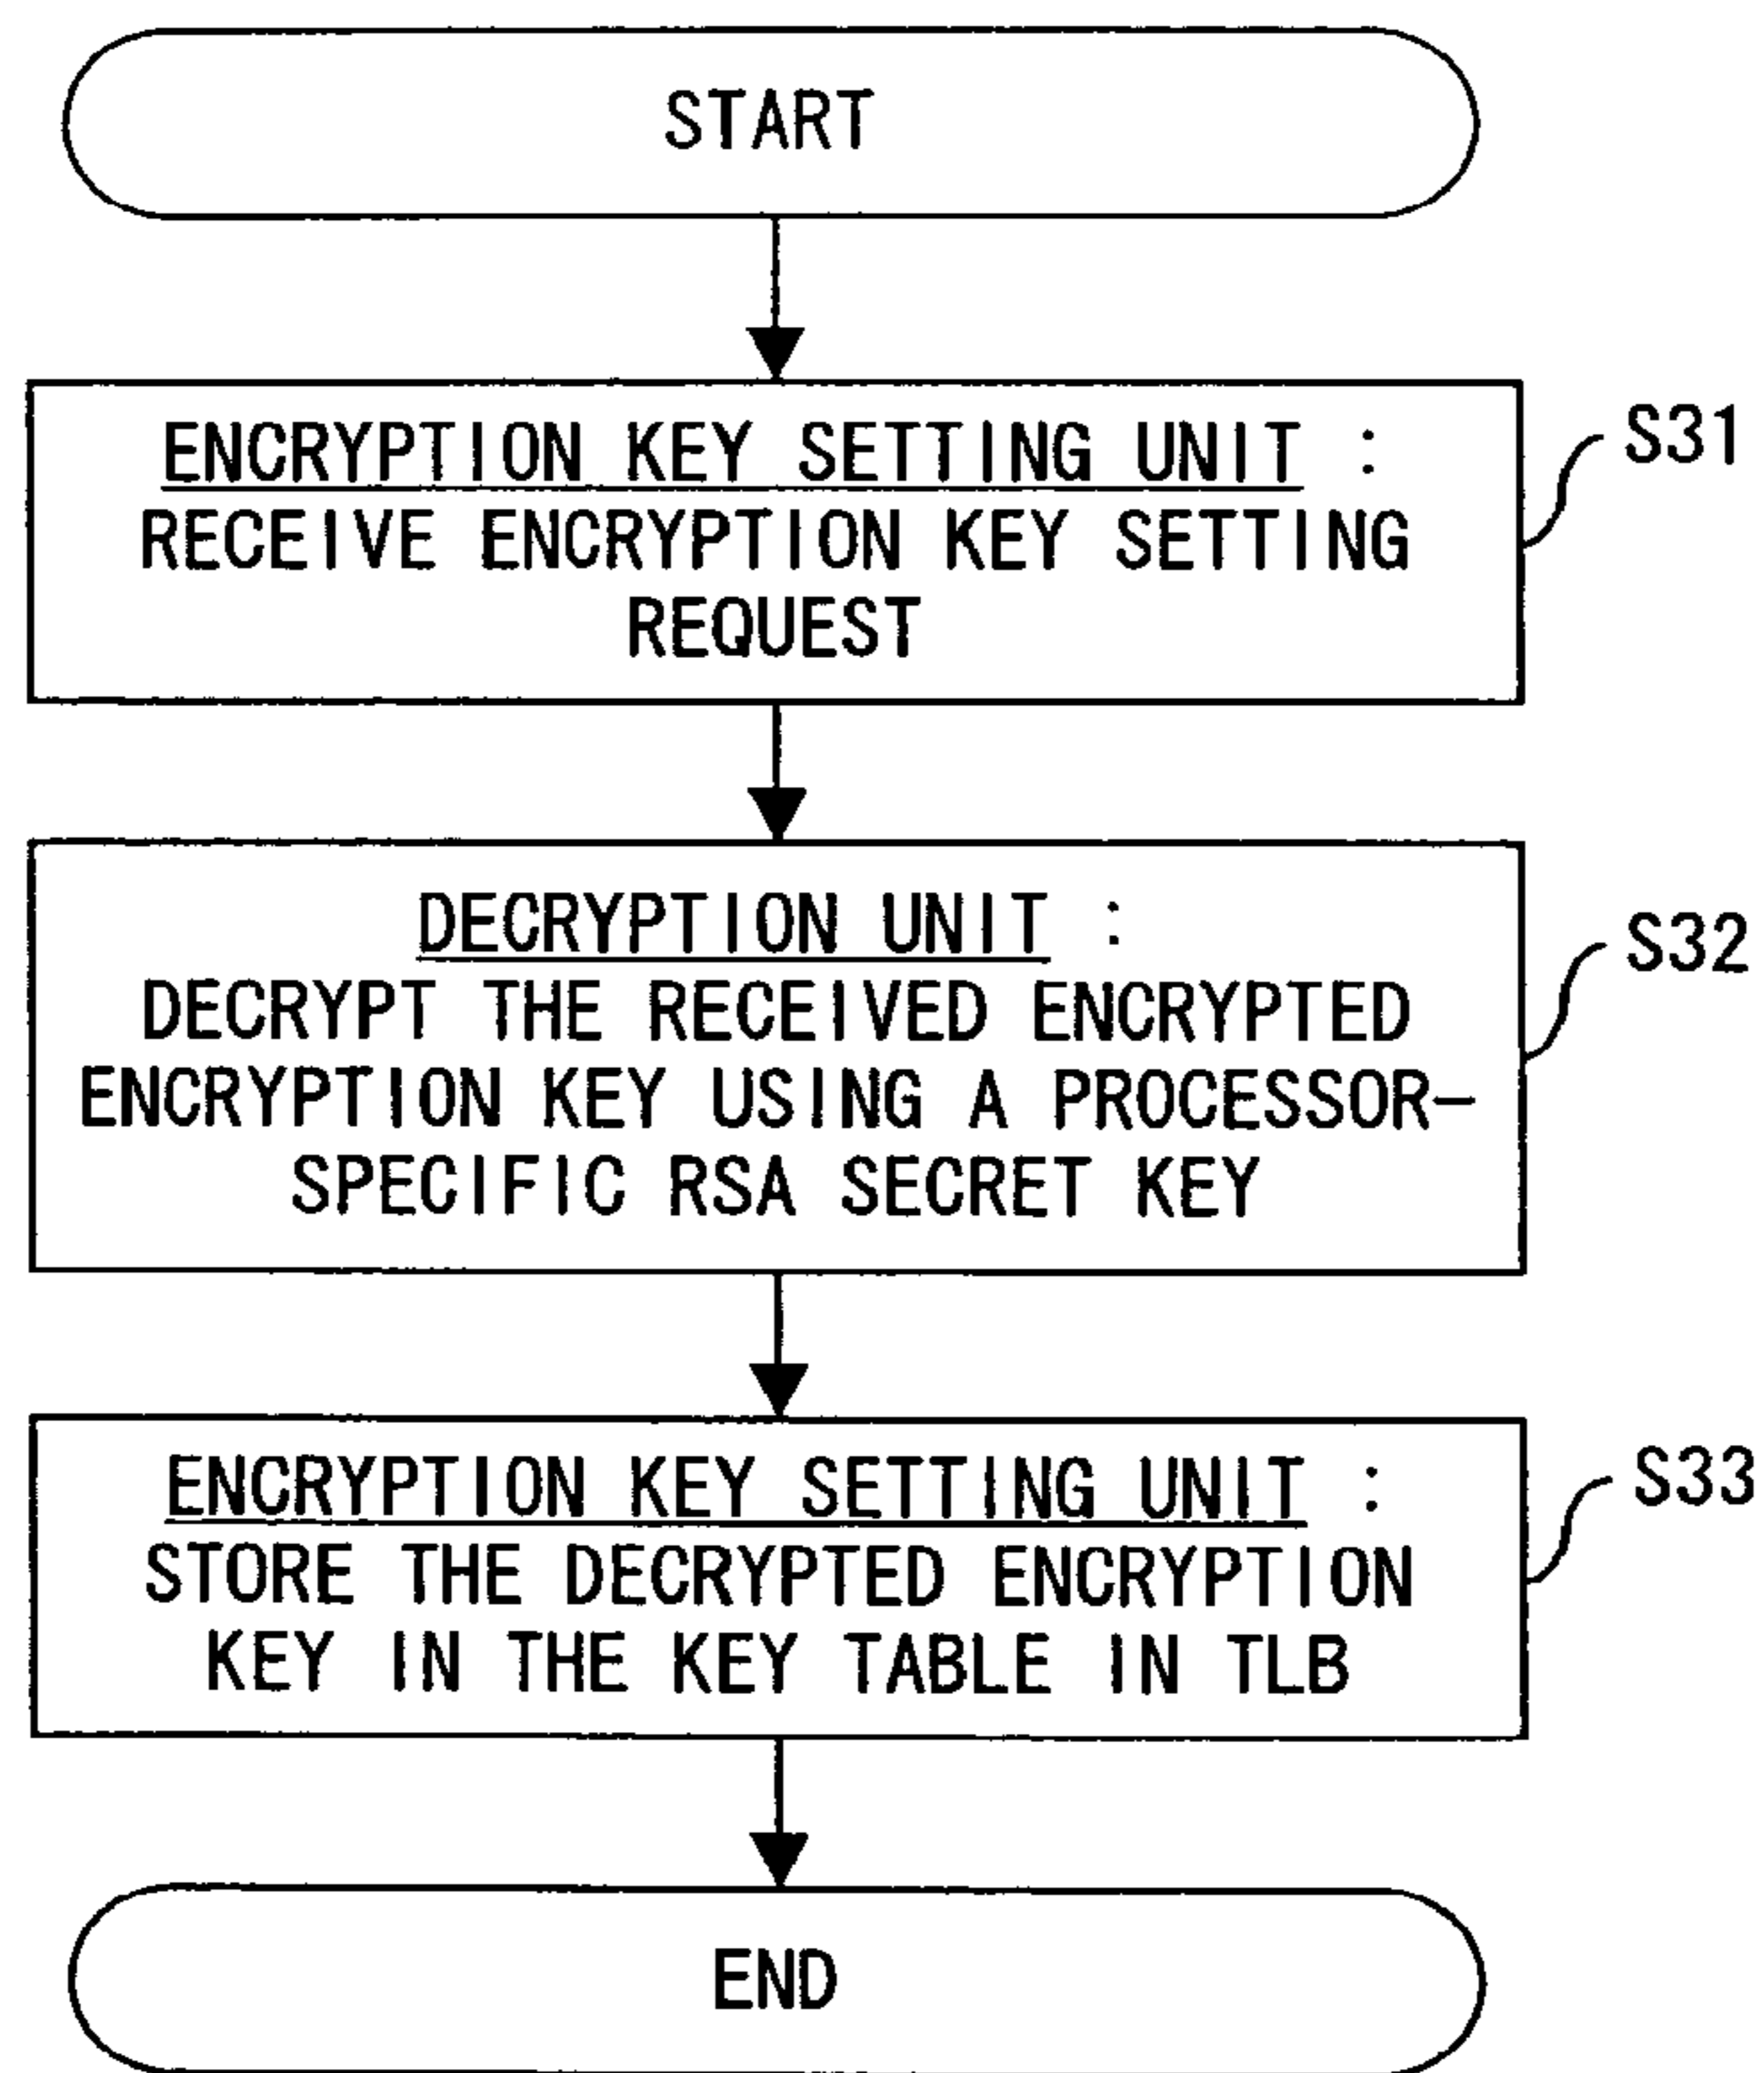 START
ENCRYPTION KEY SETTING UNIT :
RECEIVE ENCRYPTION KEY SETTING
REQUEST
S31
DECRYPTION UNIT :
DECRYPT THE RECEIVED ENCRYPTED
ENCRYPTION KEY USING A PROCESSOR-
SPECIFIC RSA SECRET KEY
S32
ENCRYPTION KEY SETTING UNIT :
STORE THE DECRYPTED ENCRYPTION
KEY IN THE KEY TABLE IN TLB
S33
END